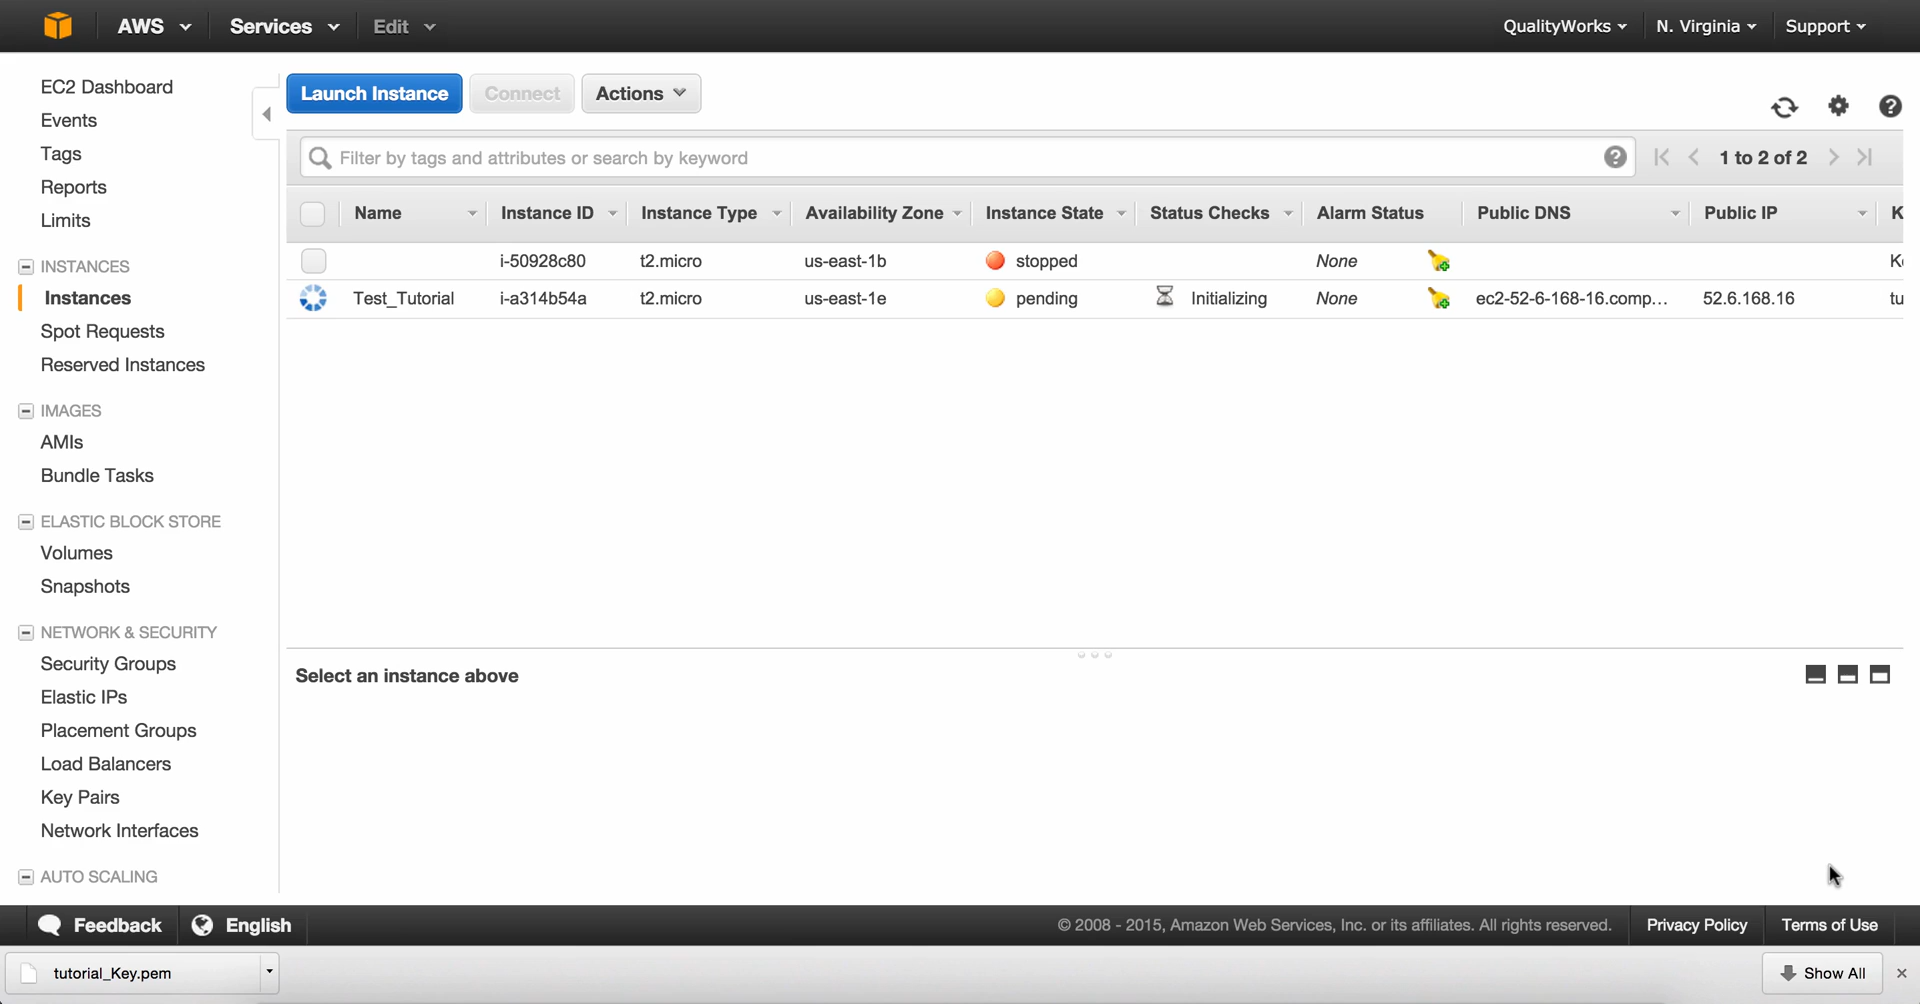 AWS Services Edit QualityWorks N. Virginia Support
EC2 Dashboard
Events
Tags
Reports
Limits
INSTANCES
Instances
Spot Requests
Reserved Instances
IMAGES
AMIs
Bundle Tasks
ELASTIC BLOCK STORE
Volumes
Snapshots
NETWORK & SECURITY
Security Groups
Elastic IPs
Placement Groups
Load Balancers
Key Pairs
Network Interfaces
AUTO SCALING
Launch Instance Connect Actions
Filter by tags and attributes or search by keyword 1 to 2 of 2
Name Instance ID Instance Type Availability Zone Instance State Status Checks Alarm Status Public DNS Public IP K
i-50928c80 t2.micro us-east-1b stopped None
Test_Tutorial i-a314b54a t2.micro us-east-1e pending Initializing None ec2-52-6-168-16.comp... 52.6.168.16 tu
Select an instance above
Feedback English © 2008 - 2015, Amazon Web Services, Inc. or its affiliates. All rights reserved. Privacy Policy Terms of Use
tutorial_Key.pem Show All